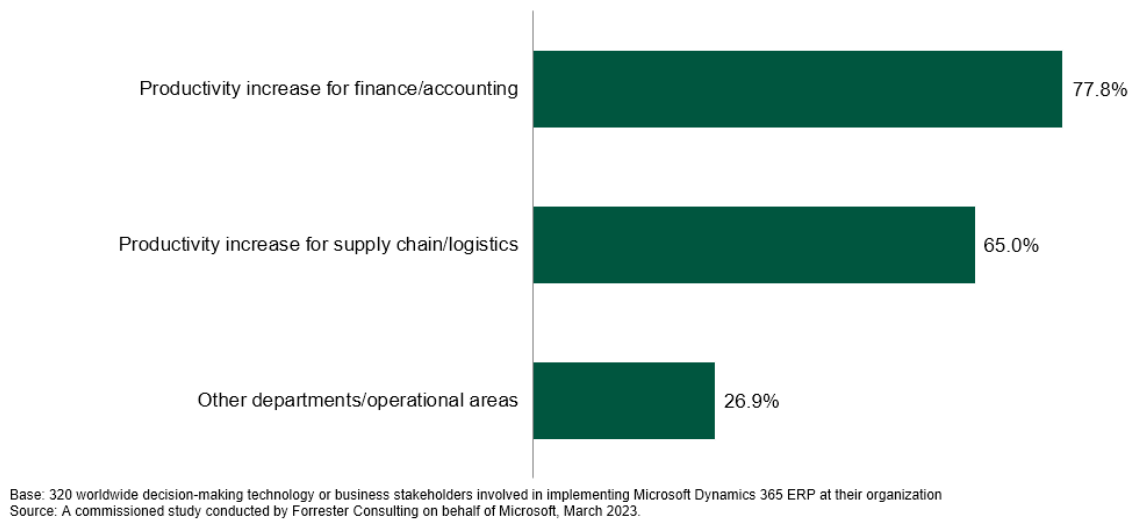 Productivity increase for finance/accounting 77.8%
Productivity increase for supply chain/logistics 65.0%
Other departments/operational areas 26.9%
Base: 320 worldwide decision-making technology or business stakeholders involved in implementing Microsoft Dynamics 365 ERP at their organization
Source: A commissioned study conducted by Forrester Consulting on behalf of Microsoft, March 2023.